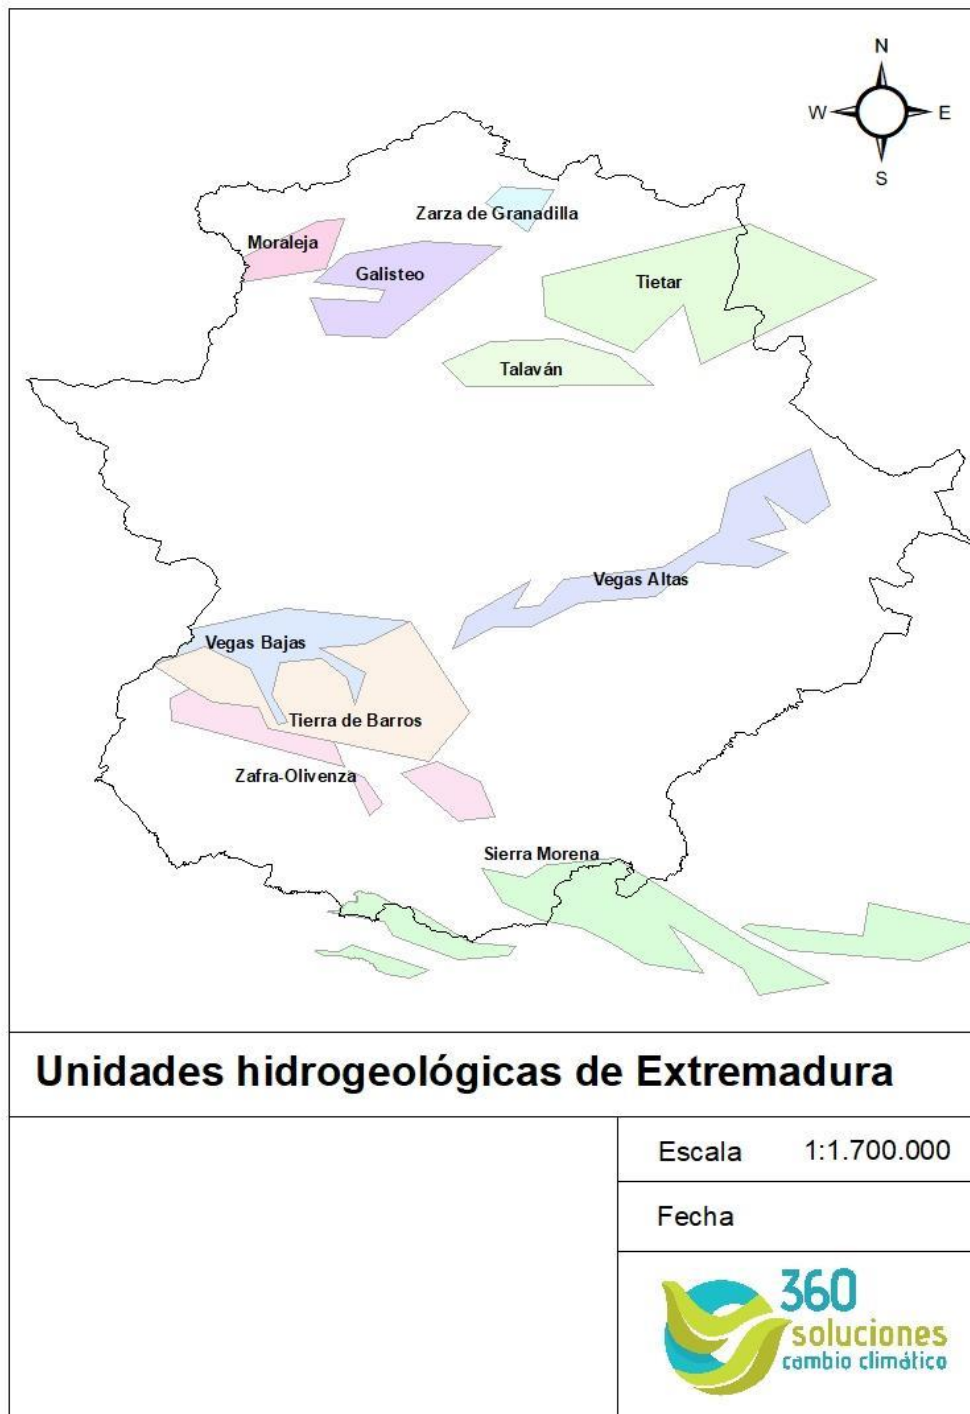 N
W
E
S
Zarza de Granadilla
Moraleja
Galisteo
Tietar
Talaván
Vegas Altas
Vegas Bajas
Tierra de Barros
Zafra-Olivenza
Sierra Morena
Unidades hidrogeológicas de Extremadura
Escala 1:1.700.000
Fecha
360
soluciones
cambio climático